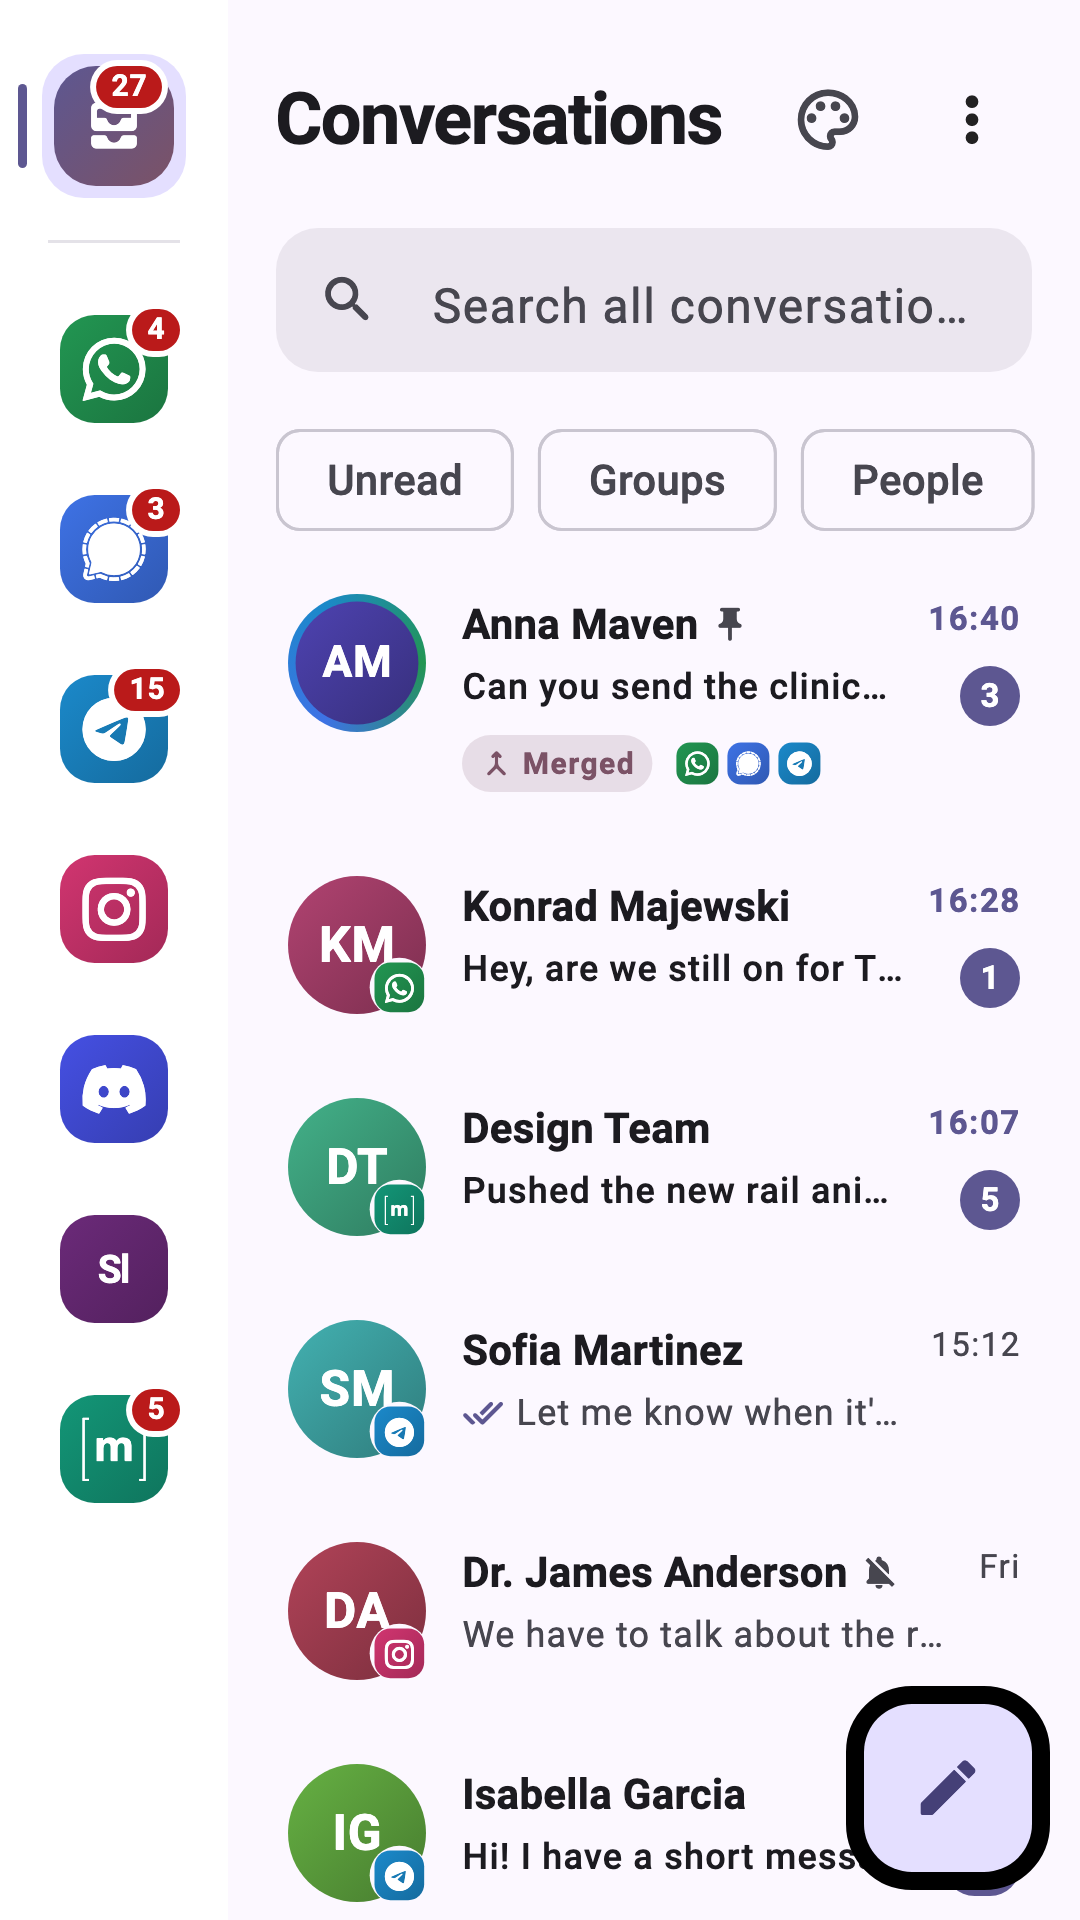 27
Conversations
Search all conversatio…
Unread
Groups
People
4
3
15
SI
[m]
5
AM
Anna Maven
16:40
Can you send the clinic…
3
Merged
KM
Konrad Majewski
16:28
Hey, are we still on for T…
1
DT
[m]
Design Team
16:07
Pushed the new rail ani…
5
SM
Sofia Martinez
15:12
Let me know when it'…
DA
Dr. James Anderson
Fri
We have to talk about the r…
IG
Isabella Garcia
Hi! I have a short mess